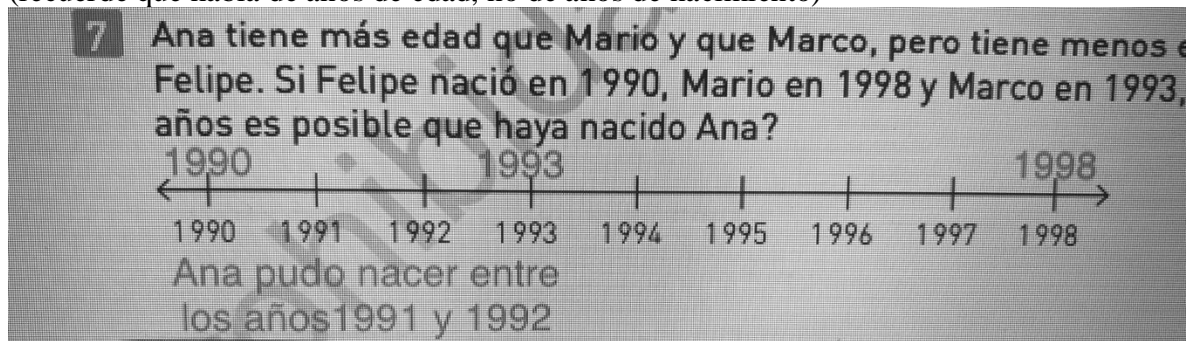 7 Ana tiene más edad que Mario y que Marco, pero tiene menos
Felipe. Si Felipe nació en 1990, Mario en 1998 y Marco en 1993,
años es posible que haya nacido Ana?
1990 1993 1998
1990 1991 1992 1993 1994 1995 1996 1997 1998
Ana pudo nacer entre
los años1991 y 1992